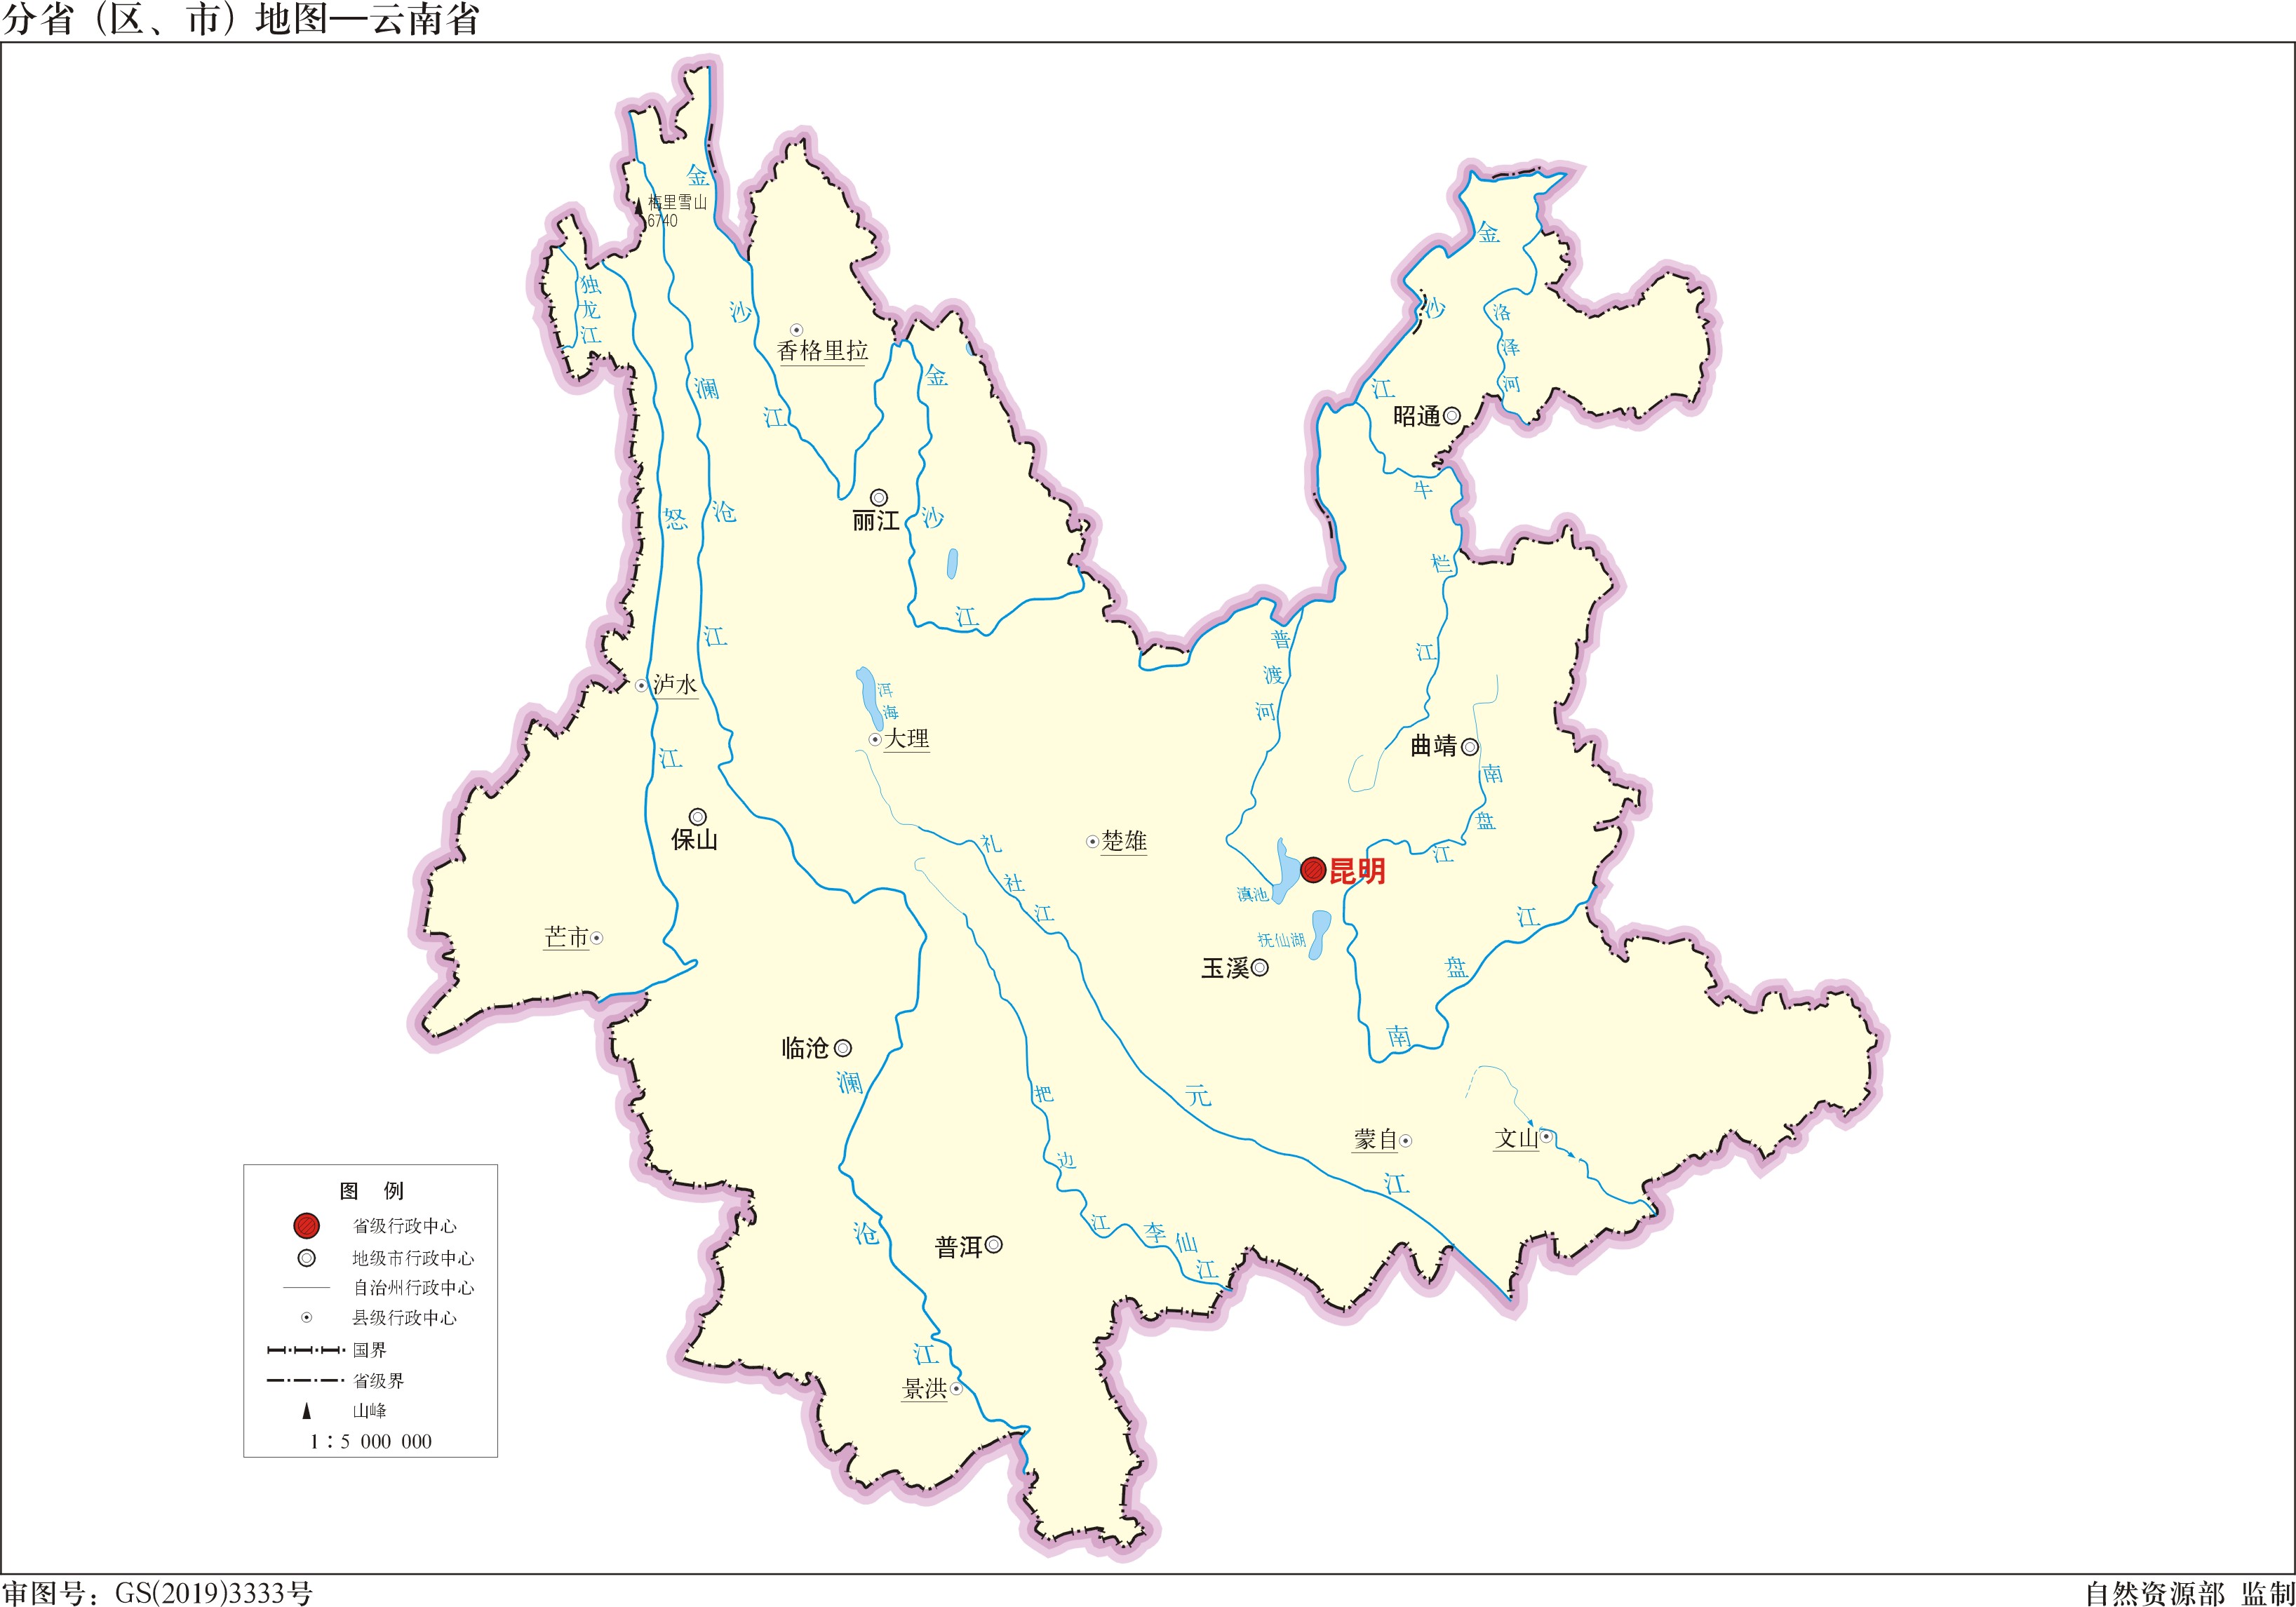 分省（区、市）地图—云南省
金
梅里雪山
6740
独
龙
江
沙
香格里拉
江
澜
金
沙
江
怒
沧
江
江
丽江
金
沙
江
洛
泽
河
昭通
牛
栏
江
普
渡
河
泸水
洱
海
大理
曲靖
南
盘
江
保山
楚雄
礼
社
江
昆明
滇池
抚仙湖
玉溪
芒市
江
盘
南
临沧
澜
沧
江
把
边
江
李
仙
江
元
江
蒙自
文山
普洱
景洪
图 例
省级行政中心
地级市行政中心
自治州行政中心
县级行政中心
国界
省级界
山峰
1：5 000 000
审图号：GS(2019)3333号
自然资源部 监制